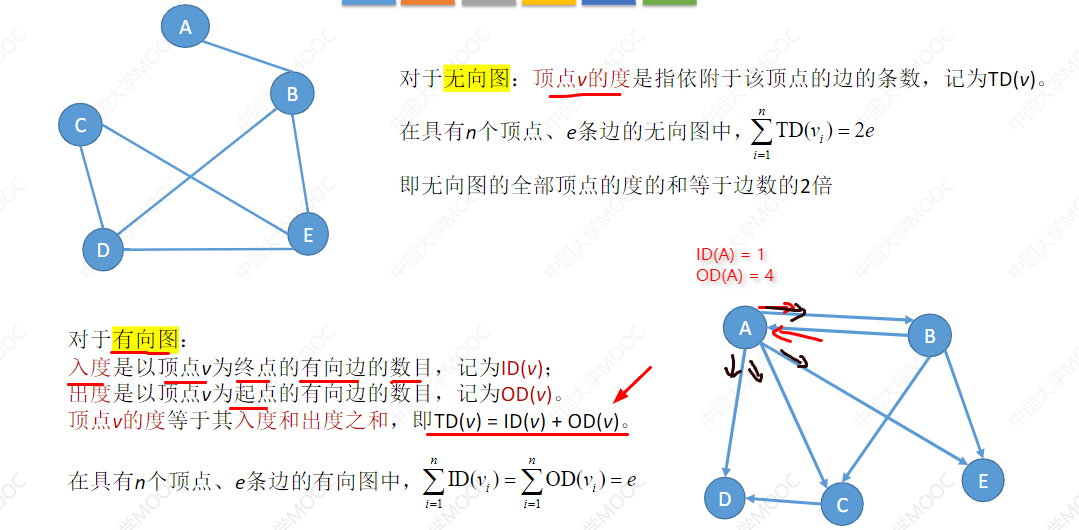 A
B
C
D
E
对于无向图：顶点v的度是指依附于该顶点的边的条数，记为TD(v)。
在具有n个顶点、e条边的无向图中，$\sum_{i=1}^{n} \mathrm{TD}(v_i) = 2e$
即无向图的全部顶点的度的和等于边数的2倍
ID(A) = 1
OD(A) = 4
A
B
D
C
E
对于有向图：
入度是以顶点v为终点的有向边的数目，记为ID(v)；
出度是以顶点v为起点的有向边的数目，记为OD(v)。
顶点v的度等于其入度和出度之和，即TD(v) = ID(v) + OD(v)。
在具有n个顶点、e条边的有向图中，$\sum_{i=1}^{n} \mathrm{ID}(v_i) = \sum_{i=1}^{n} \mathrm{OD}(v_i) = e$
中国大学MOOC